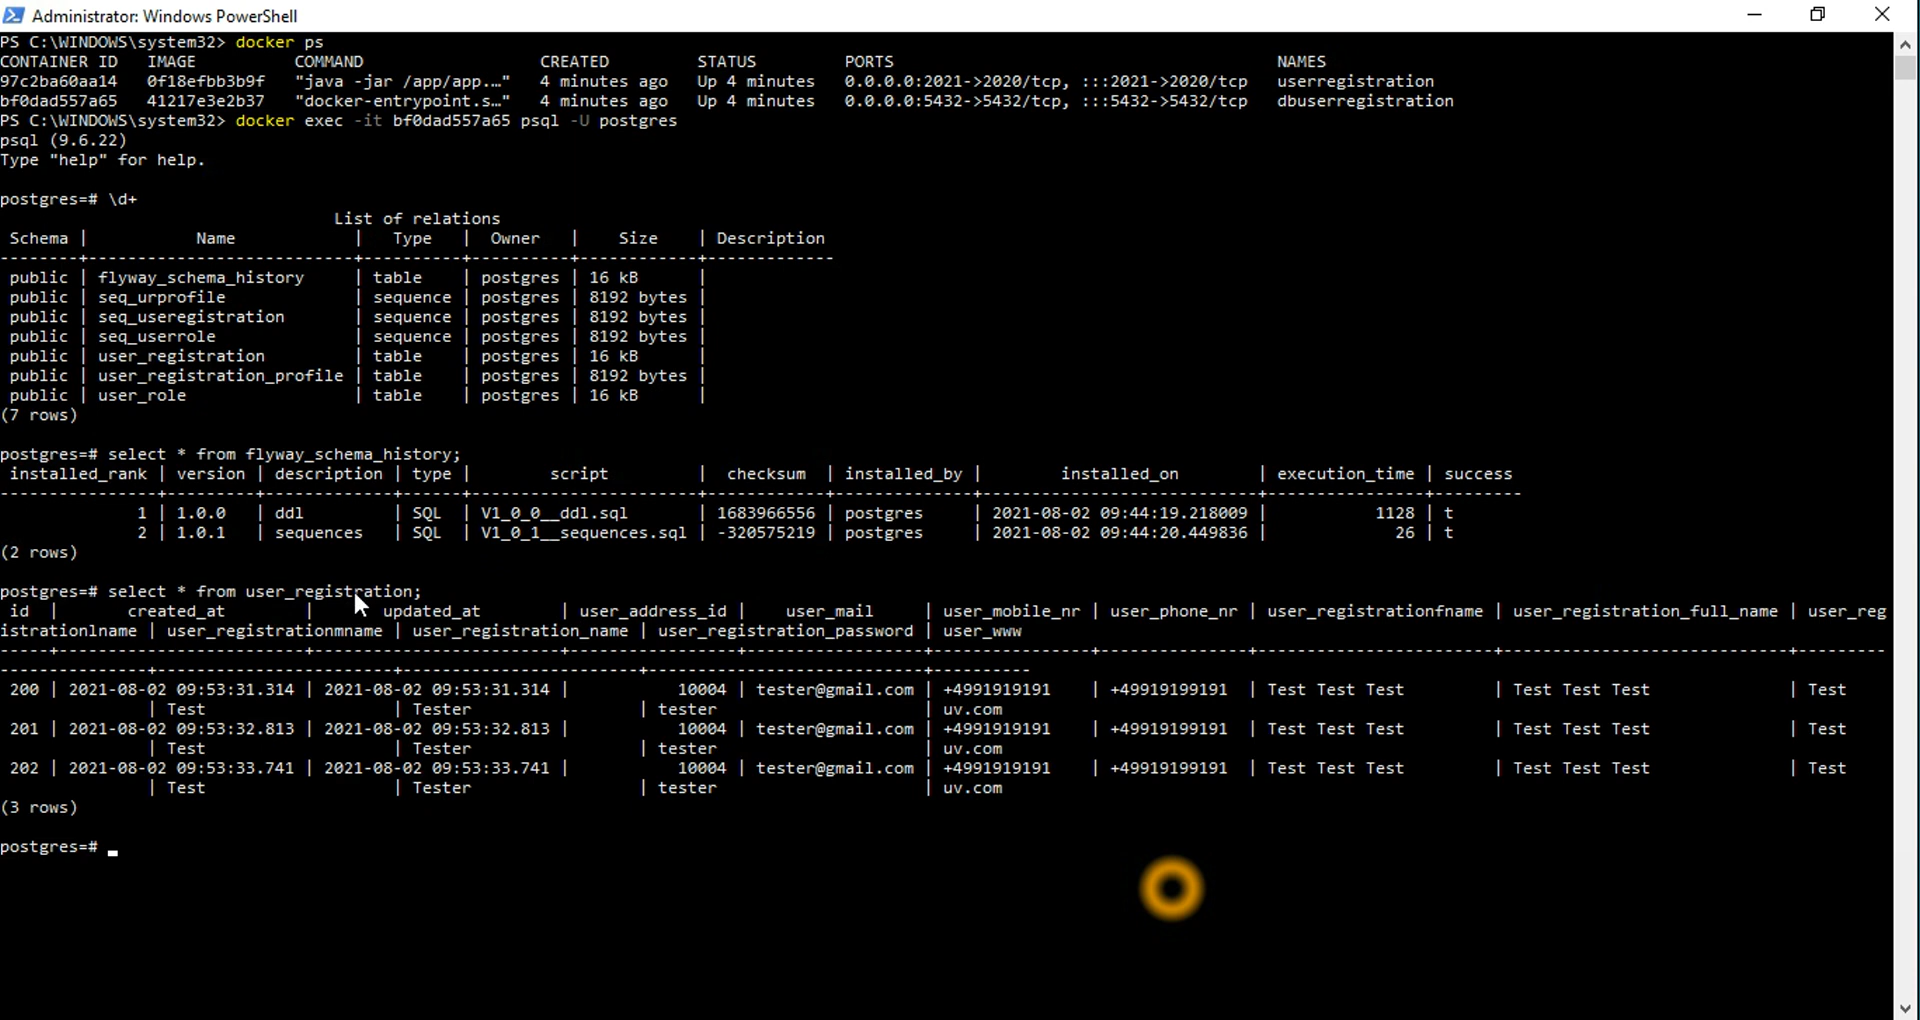 Administrator: Windows PowerShell
PS C:\WINDOWS\system32> docker ps
CONTAINER ID   IMAGE          COMMAND                  CREATED         STATUS         PORTS                                       NAMES
97c2ba60aa14   0f18efbb3b9f   "java -jar /app/app.…"   4 minutes ago   Up 4 minutes   0.0.0.0:2021->2020/tcp, :::2021->2020/tcp   userregistration
bf0dad557a65   41217e3e2b37   "docker-entrypoint.s…"   4 minutes ago   Up 4 minutes   0.0.0.0:5432->5432/tcp, :::5432->5432/tcp   dbuserregistration
PS C:\WINDOWS\system32> docker exec -it bf0dad557a65 psql -U postgres
psql (9.6.22)
Type "help" for help.
postgres=# \d+
List of relations
Schema | Name | Type | Owner | Size | Description
--------+---------------------------+----------+----------+------------+-------------
public | flyway_schema_history | table | postgres | 16 kB |
public | seq_urprofile | sequence | postgres | 8192 bytes |
public | seq_useregistration | sequence | postgres | 8192 bytes |
public | seq_userrole | sequence | postgres | 8192 bytes |
public | user_registration | table | postgres | 16 kB |
public | user_registration_profile | table | postgres | 8192 bytes |
public | user_role | table | postgres | 16 kB |
(7 rows)
postgres=# select * from flyway_schema_history;
installed_rank | version | description | type | script | checksum | installed_by | installed_on | execution_time | success
----------------+---------+-------------+------+-----------------------+------------+--------------+----------------------------+----------------+---------
1 | 1.0.0 | ddl | SQL | V1_0_0__ddl.sql | 1683966556 | postgres | 2021-08-02 09:44:19.218009 | 1128 | t
2 | 1.0.1 | sequences | SQL | V1_0_1__sequences.sql | -320575219 | postgres | 2021-08-02 09:44:20.449836 | 26 | t
(2 rows)
postgres=# select * from user_registration;
id | created_at | updated_at | user_address_id | user_mail | user_mobile_nr | user_phone_nr | user_registrationfname | user_registration_full_name | user_reg
istrationlname | user_registrationmname | user_registration_name | user_registration_password | user_www
-----+-------------------------+-------------------------+-----------------+------------------+----------------+---------------+------------------------+-----------------------------+---------
---------------+------------------------+------------------------+----------------------------+----------
200 | 2021-08-02 09:53:31.314 | 2021-08-02 09:53:31.314 | 10004 | tester@gmail.com | +4991919191 | +49919199191 | Test Test Test | Test Test Test | Test
| Test | Tester | tester | uv.com
201 | 2021-08-02 09:53:32.813 | 2021-08-02 09:53:32.813 | 10004 | tester@gmail.com | +4991919191 | +49919199191 | Test Test Test | Test Test Test | Test
| Test | Tester | tester | uv.com
202 | 2021-08-02 09:53:33.741 | 2021-08-02 09:53:33.741 | 10004 | tester@gmail.com | +4991919191 | +49919199191 | Test Test Test | Test Test Test | Test
| Test | Tester | tester | uv.com
(3 rows)
postgres=#